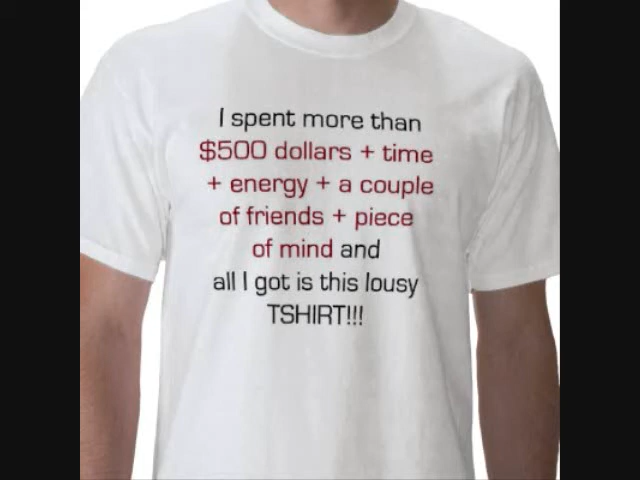 I spent more than
$500 dollars + time
+ energy + a couple
of friends + piece
of mind and
all I got is this lousy
TSHIRT!!!